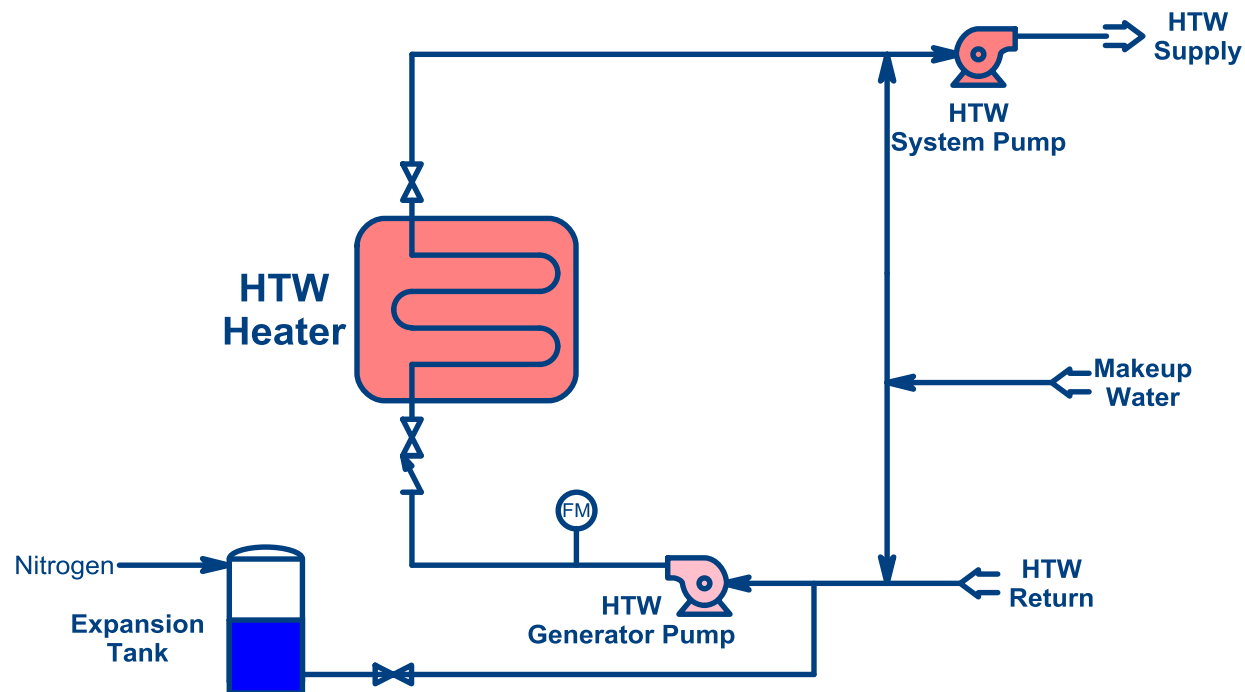 HTW
Supply
HTW
System Pump
HTW
Heater
Makeup
Water
FM
Nitrogen
HTW
Return
HTW
Generator Pump
Expansion
Tank